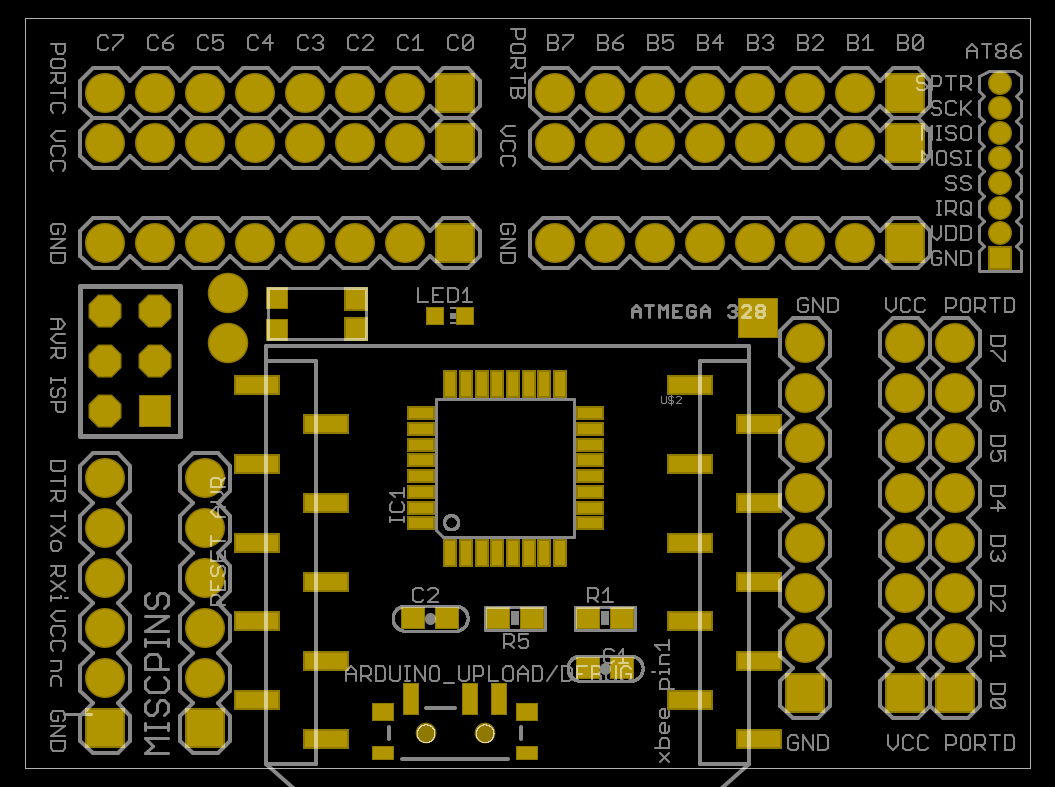 C7 C6 C5 C4 C3 C2 C1 C0
B7 B6 B5 B4 B3 B2 B1 B0
AT86
PORTC
VCC
GND
PORTB
VCC
GND
SPTR
SCK
MISO
MOSI
SS
IRQ
VDD
GND
LED1
ATMEGA 328
GND
VCC PORTD
D7
D6
D5
D4
D3
D2
D1
D0
GND
VCC PORTD
AVR ISP
U$2
IC1
DTR
TXo
RXi
VCC
nc
GND
MISCPINS
RESET AVR
C2
R5
R1
C1
ARDUINO_UPLOAD/DEBUG
xbee pin1